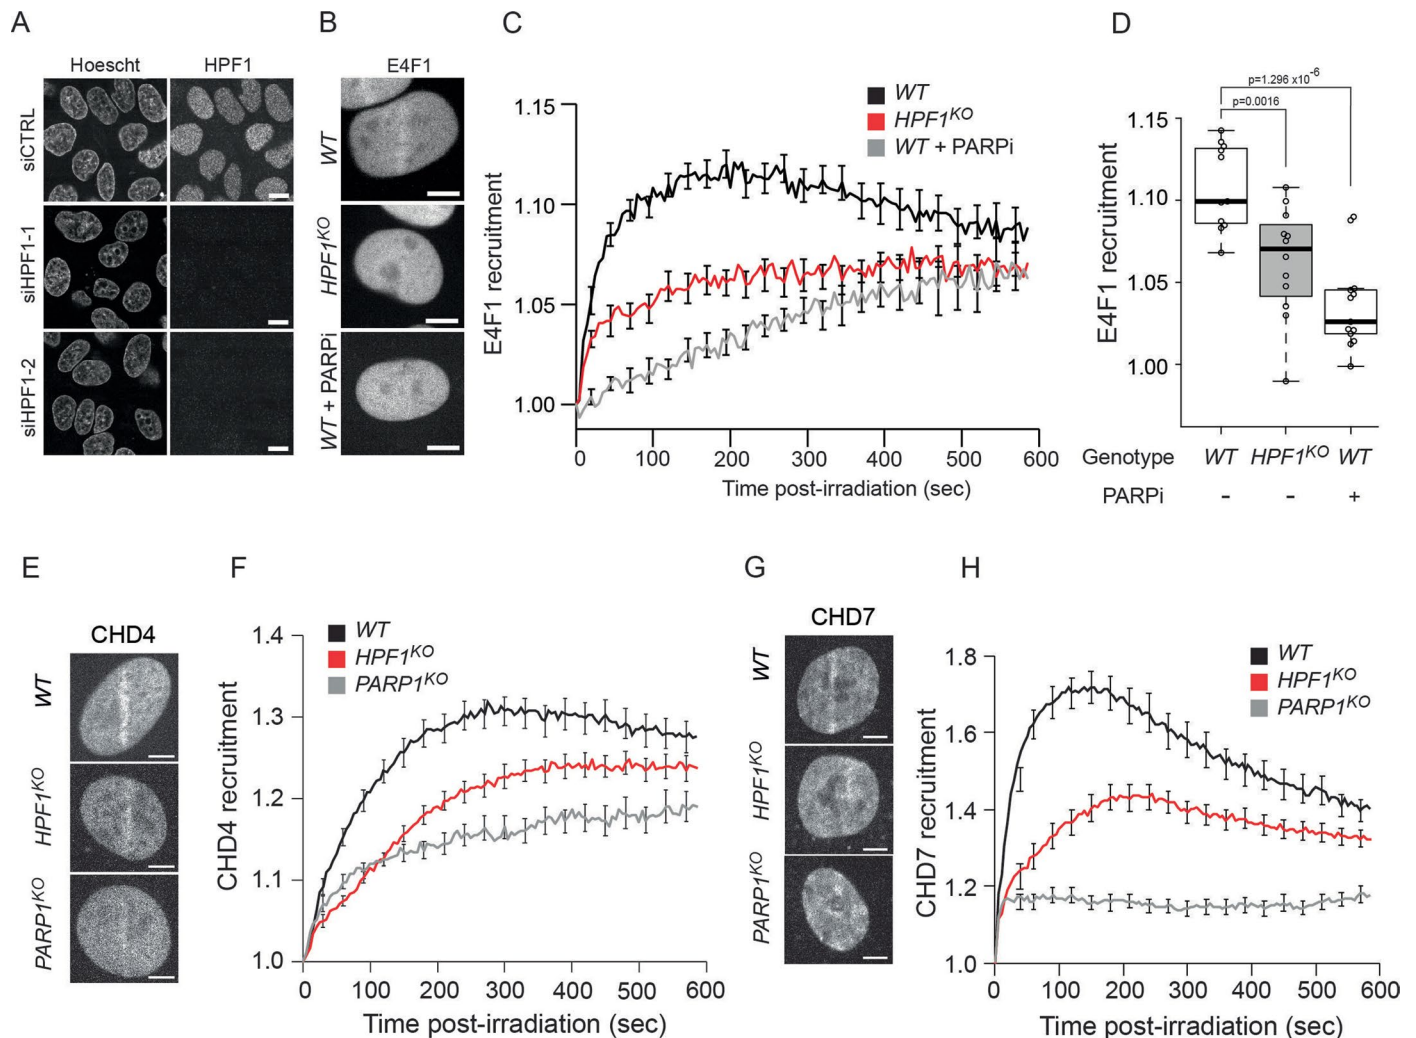 A
Hoescht
HPF1
siCTRL
siHPF1-1
siHPF1-2
B
E4F1
WT
HPF1KO
WT + PARPi
C
WT
HPF1KO
WT + PARPi
1.15
1.10
1.05
1.00
E4F1 recruitment
0
100
200
300
400
500
600
Time post-irradiation (sec)
D
p=1.296 x10-6
p=0.0016
1.15
1.10
1.05
1.00
E4F1 recruitment
Genotype WT HPF1KO WT
PARPi - - +
E
CHD4
WT
HPF1KO
PARP1KO
F
WT
HPF1KO
PARP1KO
1.4
1.3
1.2
1.1
1.0
CHD4 recruitment
0 100 200 300 400 500 600
Time post-irradiation (sec)
G
CHD7
WT
HPF1KO
PARP1KO
H
WT
HPF1KO
PARP1KO
1.8
1.6
1.4
1.2
1.0
CHD7 recruitment
0 100 200 300 400 500 600
Time post-irradiation (sec)